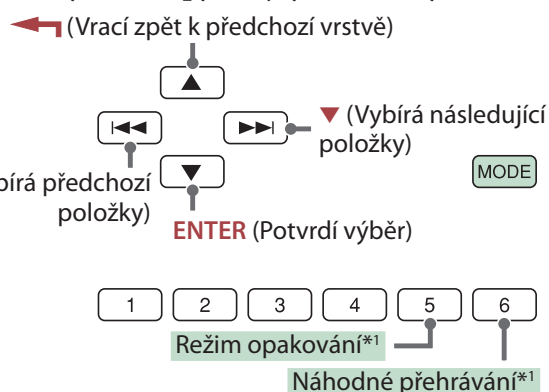 (Vrací zpět k předchozí vrstvě)
▼ (Vybírá následující
položky)
předchozí
položky)
MODE
ENTER (Potvrdí výběr)
1 2 3 4 5 6
Režim opakování*1
Náhodné přehrávání*1